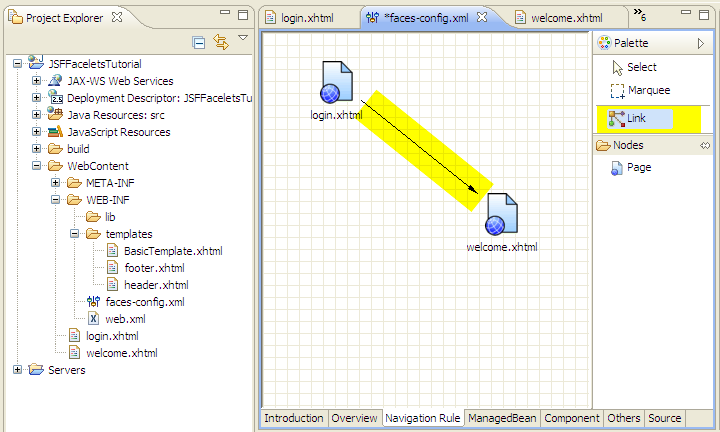 Project Explorer
JSFFaceletsTutorial
JAX-WS Web Services
Deployment Descriptor: JSFFaceletsTu
Java Resources: src
JavaScript Resources
build
WebContent
META-INF
WEB-INF
lib
templates
BasicTemplate.xhtml
footer.xhtml
header.xhtml
faces-config.xml
web.xml
login.xhtml
welcome.xhtml
Servers
login.xhtml
*faces-config.xml
welcome.xhtml
»6
login.xhtml
welcome.xhtml
Palette
Select
Marquee
Link
Nodes
Page
Introduction Overview Navigation Rule ManagedBean Component Others Source